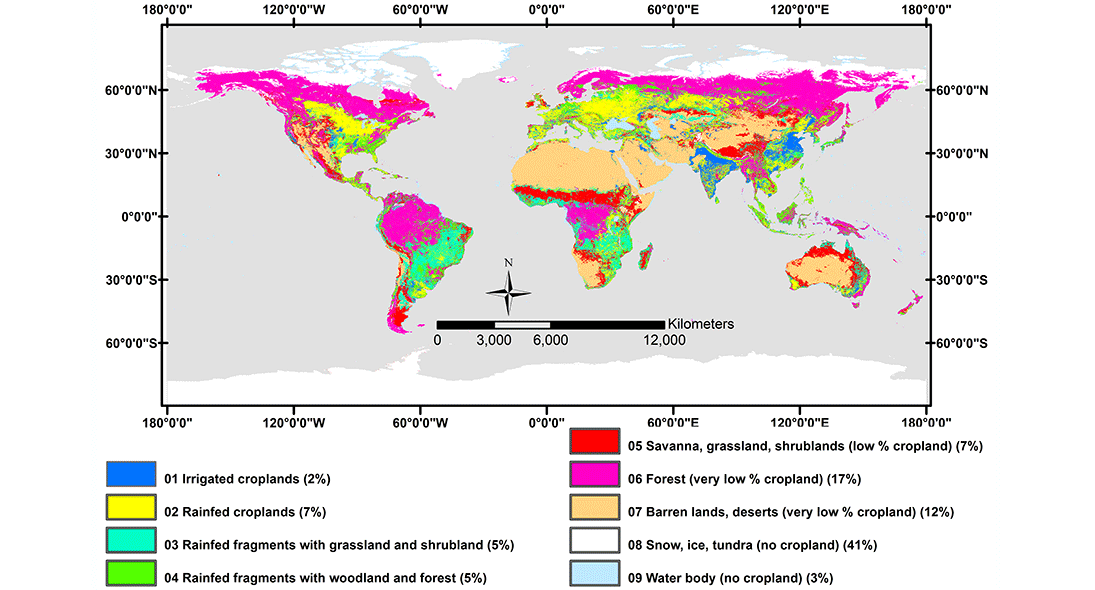 180°0'0"W 120°0'0"W 60°0'0"W 0°0'0" 60°0'0"E 120°0'0"E 180°0'0"E
60°0'0"N 60°0'0"N
30°0'0"N 30°0'0"N
0°0'0" 0°0'0"
30°0'0"S 30°0'0"S
60°0'0"S 60°0'0"S
N
Kilometers
0 3,000 6,000 12,000
180°0'0"W 120°0'0"W 60°0'0"W 0°0'0" 60°0'0"E 120°0'0"E 180°0'0"E
01 Irrigated croplands (2%)
02 Rainfed croplands (7%)
03 Rainfed fragments with grassland and shrubland (5%)
04 Rainfed fragments with woodland and forest (5%)
05 Savanna, grassland, shrublands (low % cropland) (7%)
06 Forest (very low % cropland) (17%)
07 Barren lands, deserts (very low % cropland) (12%)
08 Snow, ice, tundra (no cropland) (41%)
09 Water body (no cropland) (3%)